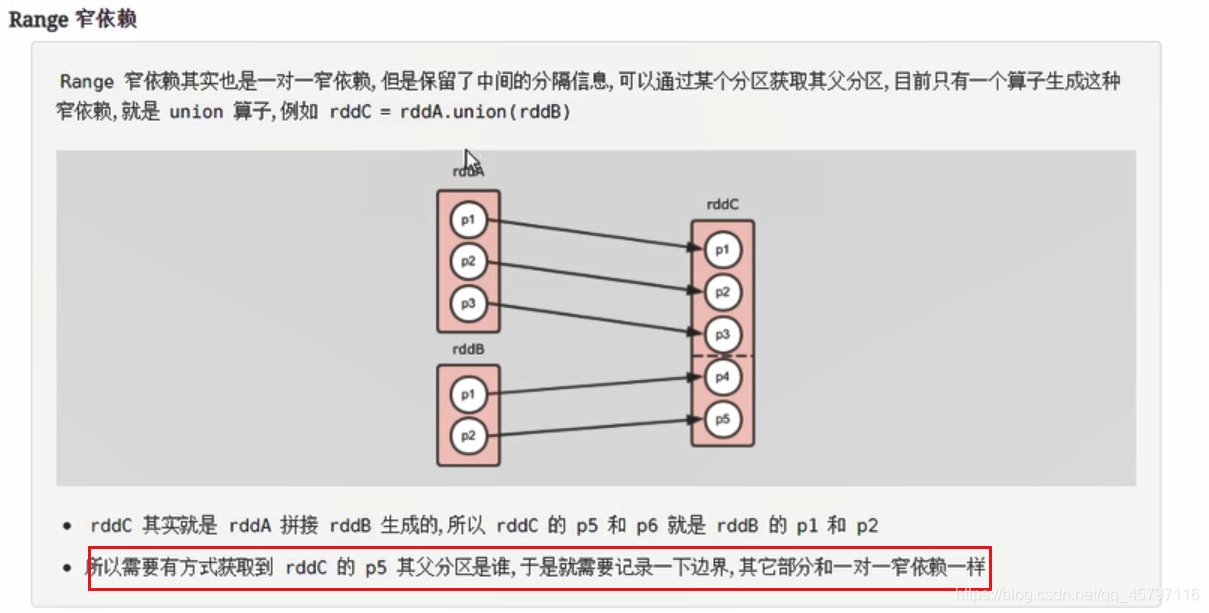 Range 窄依赖
Range 窄依赖其实也是一对一窄依赖, 但是保留了中间的分隔信息, 可以通过某个分区获取其父分区, 目前只有一个算子生成这种
窄依赖, 就是 union 算子, 例如 rddC = rddA.union(rddB)
rddA
p1
p2
p3
rddB
p1
p2
rddC
p1
p2
p3
p4
p5
rddC 其实就是 rddA 拼接 rddB 生成的, 所以 rddC 的 p5 和 p6 就是 rddB 的 p1 和 p2
所以需要有方式获取到 rddC 的 p5 其父分区是谁, 于是就需要记录一下边界, 其它部分和一对一窄依赖一样
https://blog.csdn.net/qq_45797116